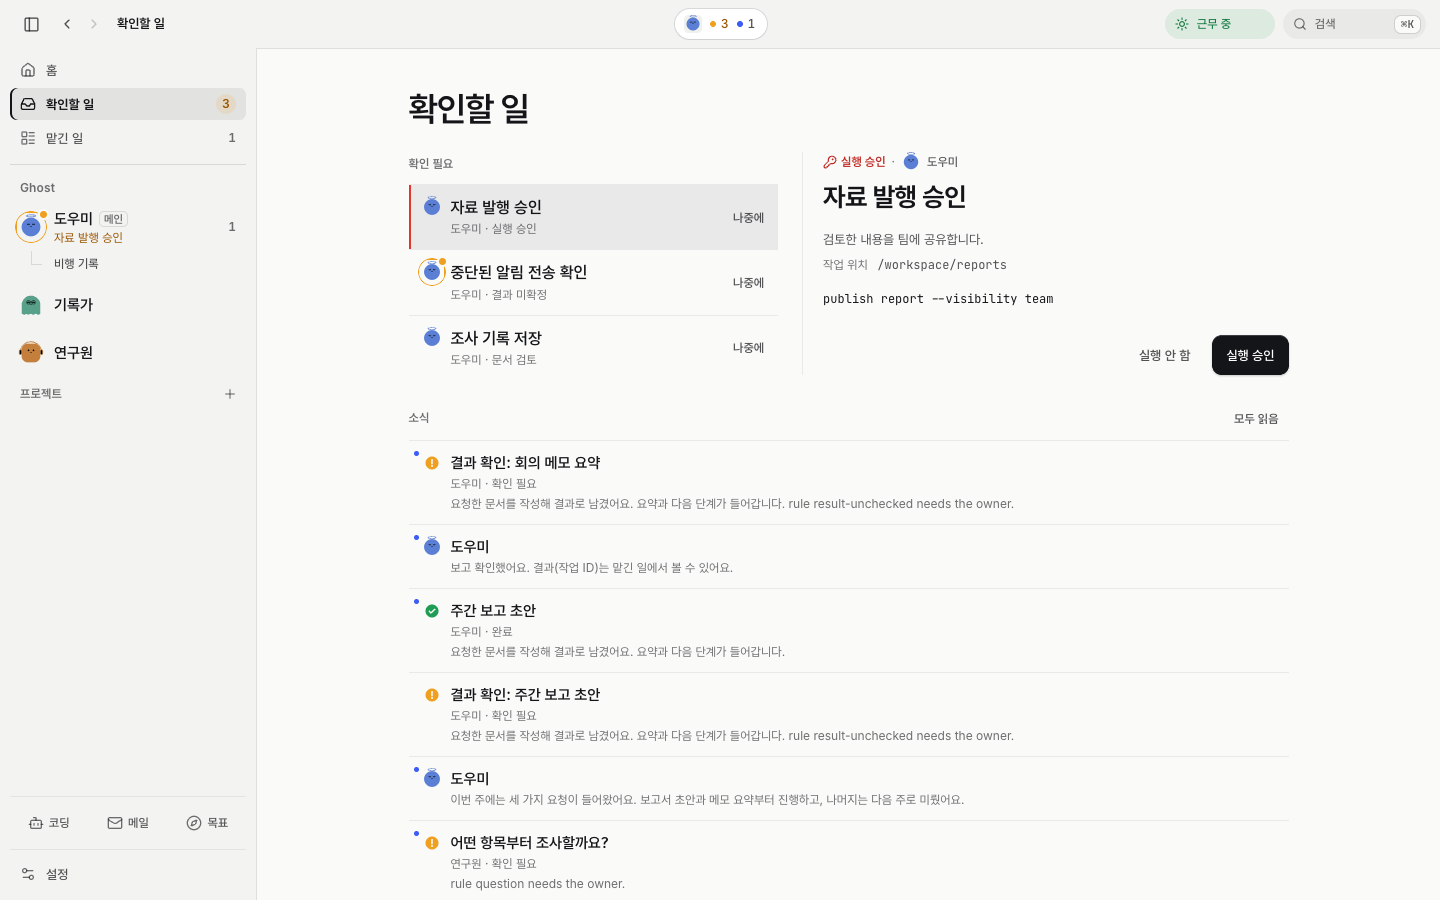 확인할 일
3 1
근무 중
검색
⌘K
홈
확인할 일 3
맡긴 일 1
Ghost
도우미 메인
자료 발행 승인
1
비행 기록
기록가
연구원
프로젝트
코딩
메일
목표
설정
확인할 일
확인 필요
자료 발행 승인
도우미 · 실행 승인
나중에
중단된 알림 전송 확인
도우미 · 결과 미확정
나중에
조사 기록 저장
도우미 · 문서 검토
나중에
실행 승인 · 도우미
자료 발행 승인
검토한 내용을 팀에 공유합니다.
작업 위치 /workspace/reports
publish report --visibility team
실행 안 함
실행 승인
소식
모두 읽음
결과 확인: 회의 메모 요약
도우미 · 확인 필요
요청한 문서를 작성해 결과로 남겼어요. 요약과 다음 단계가 들어갑니다. rule result-unchecked needs the owner.
도우미
보고 확인했어요. 결과(작업 ID)는 맡긴 일에서 볼 수 있어요.
주간 보고 초안
도우미 · 완료
요청한 문서를 작성해 결과로 남겼어요. 요약과 다음 단계가 들어갑니다.
결과 확인: 주간 보고 초안
도우미 · 확인 필요
요청한 문서를 작성해 결과로 남겼어요. 요약과 다음 단계가 들어갑니다. rule result-unchecked needs the owner.
도우미
이번 주에는 세 가지 요청이 들어왔어요. 보고서 초안과 메모 요약부터 진행하고, 나머지는 다음 주로 미뤘어요.
어떤 항목부터 조사할까요?
연구원 · 확인 필요
rule question needs the owner.